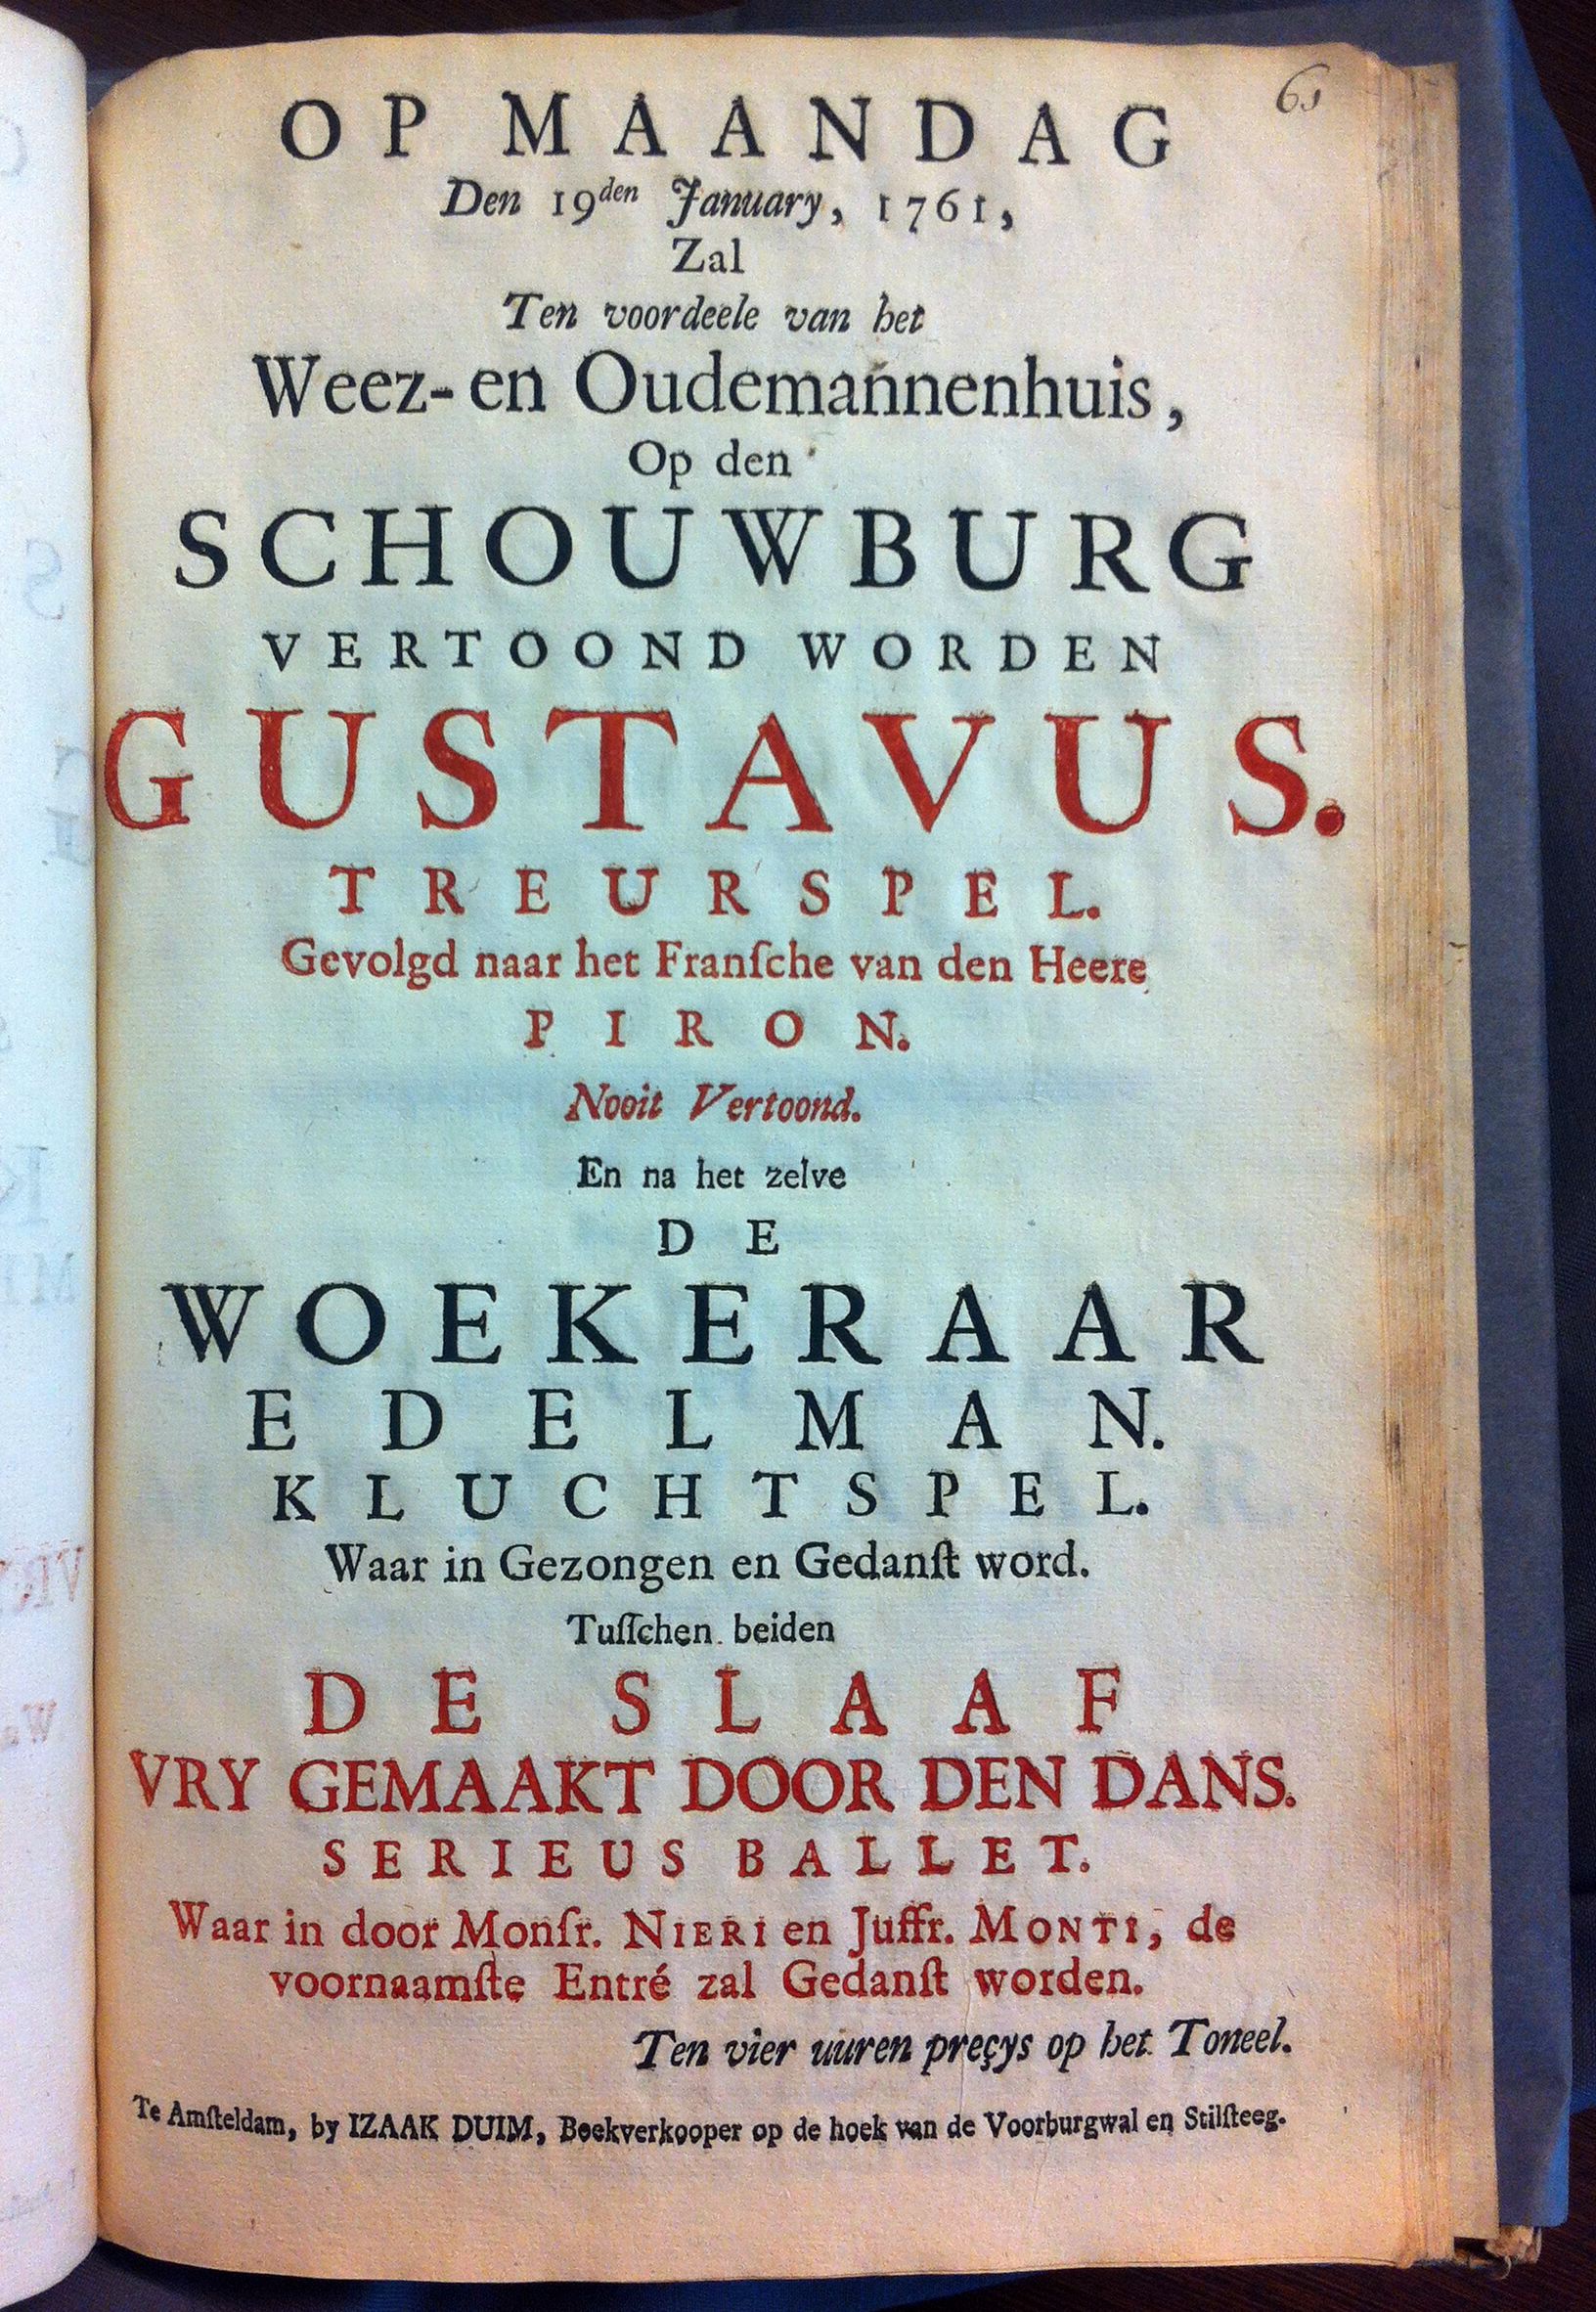 61
OP MAANDAG
Den 19den January, 1761,
Zal
Ten voordeele van het
Weez- en Oudemannenhuis,
Op den
SCHOUWBURG
VERTOOND WORDEN
GUSTAVUS.
TREURSPEL.
Gevolgd naar het Franſche van den Heere
PIRON.
Nooit Vertoond.
En na het zelve
DE
WOEKERAAR
EDELMAN.
KLUCHTSPEL.
Waar in Gezongen en Gedanſt word.
Tuſſchen beiden
DE SLAAF
VRY GEMAAKT DOOR DEN DANS.
SERIEUS BALLET.
Waar in door Monſr. NIERI en Juffr. MONTI, de
voornaamſte Entré zal Gedanſt worden.
Ten vier uuren preçys op het Toneel.
Te Amſteldam, by IZAAK DUIM, Boekverkooper op de hoek van de Voorburgwal en Stilſteeg.